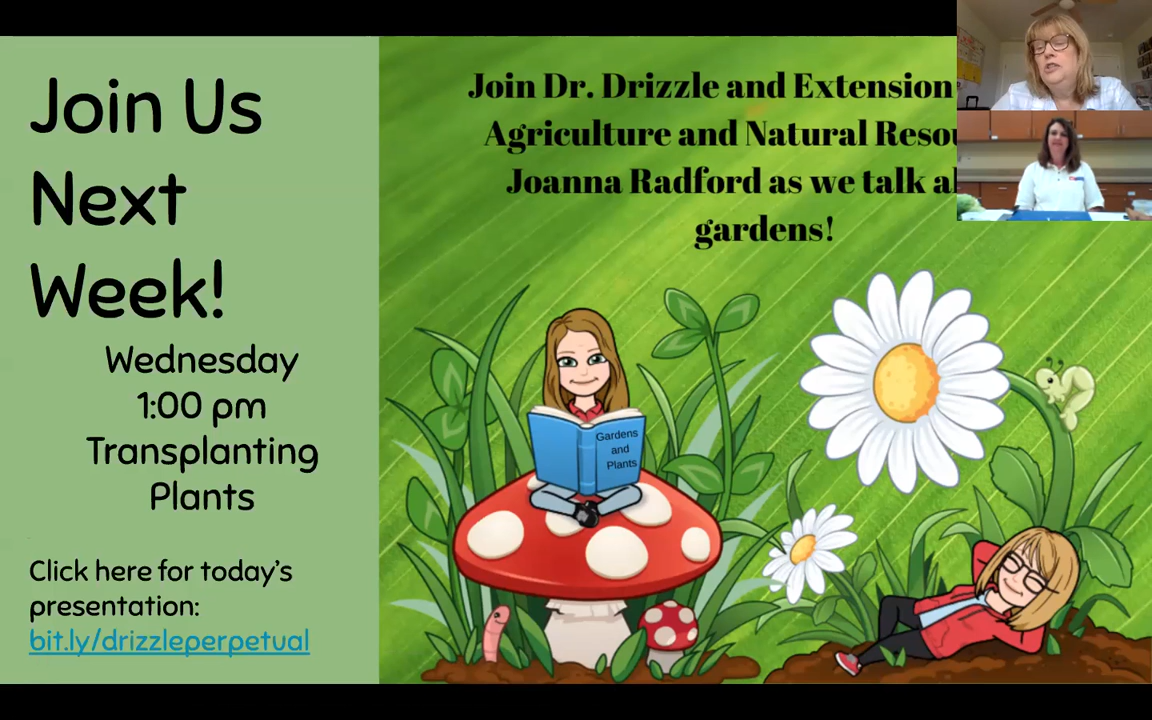 Join Us
Next
Week!
Wednesday
1:00 pm
Transplanting
Plants
Click here for today's
presentation:
bit.ly/drizzleperpetual
Join Dr. Drizzle and Extension
Agriculture and Natural
Joanna Radford as we talk
gardens!
Gardens
and
Plants